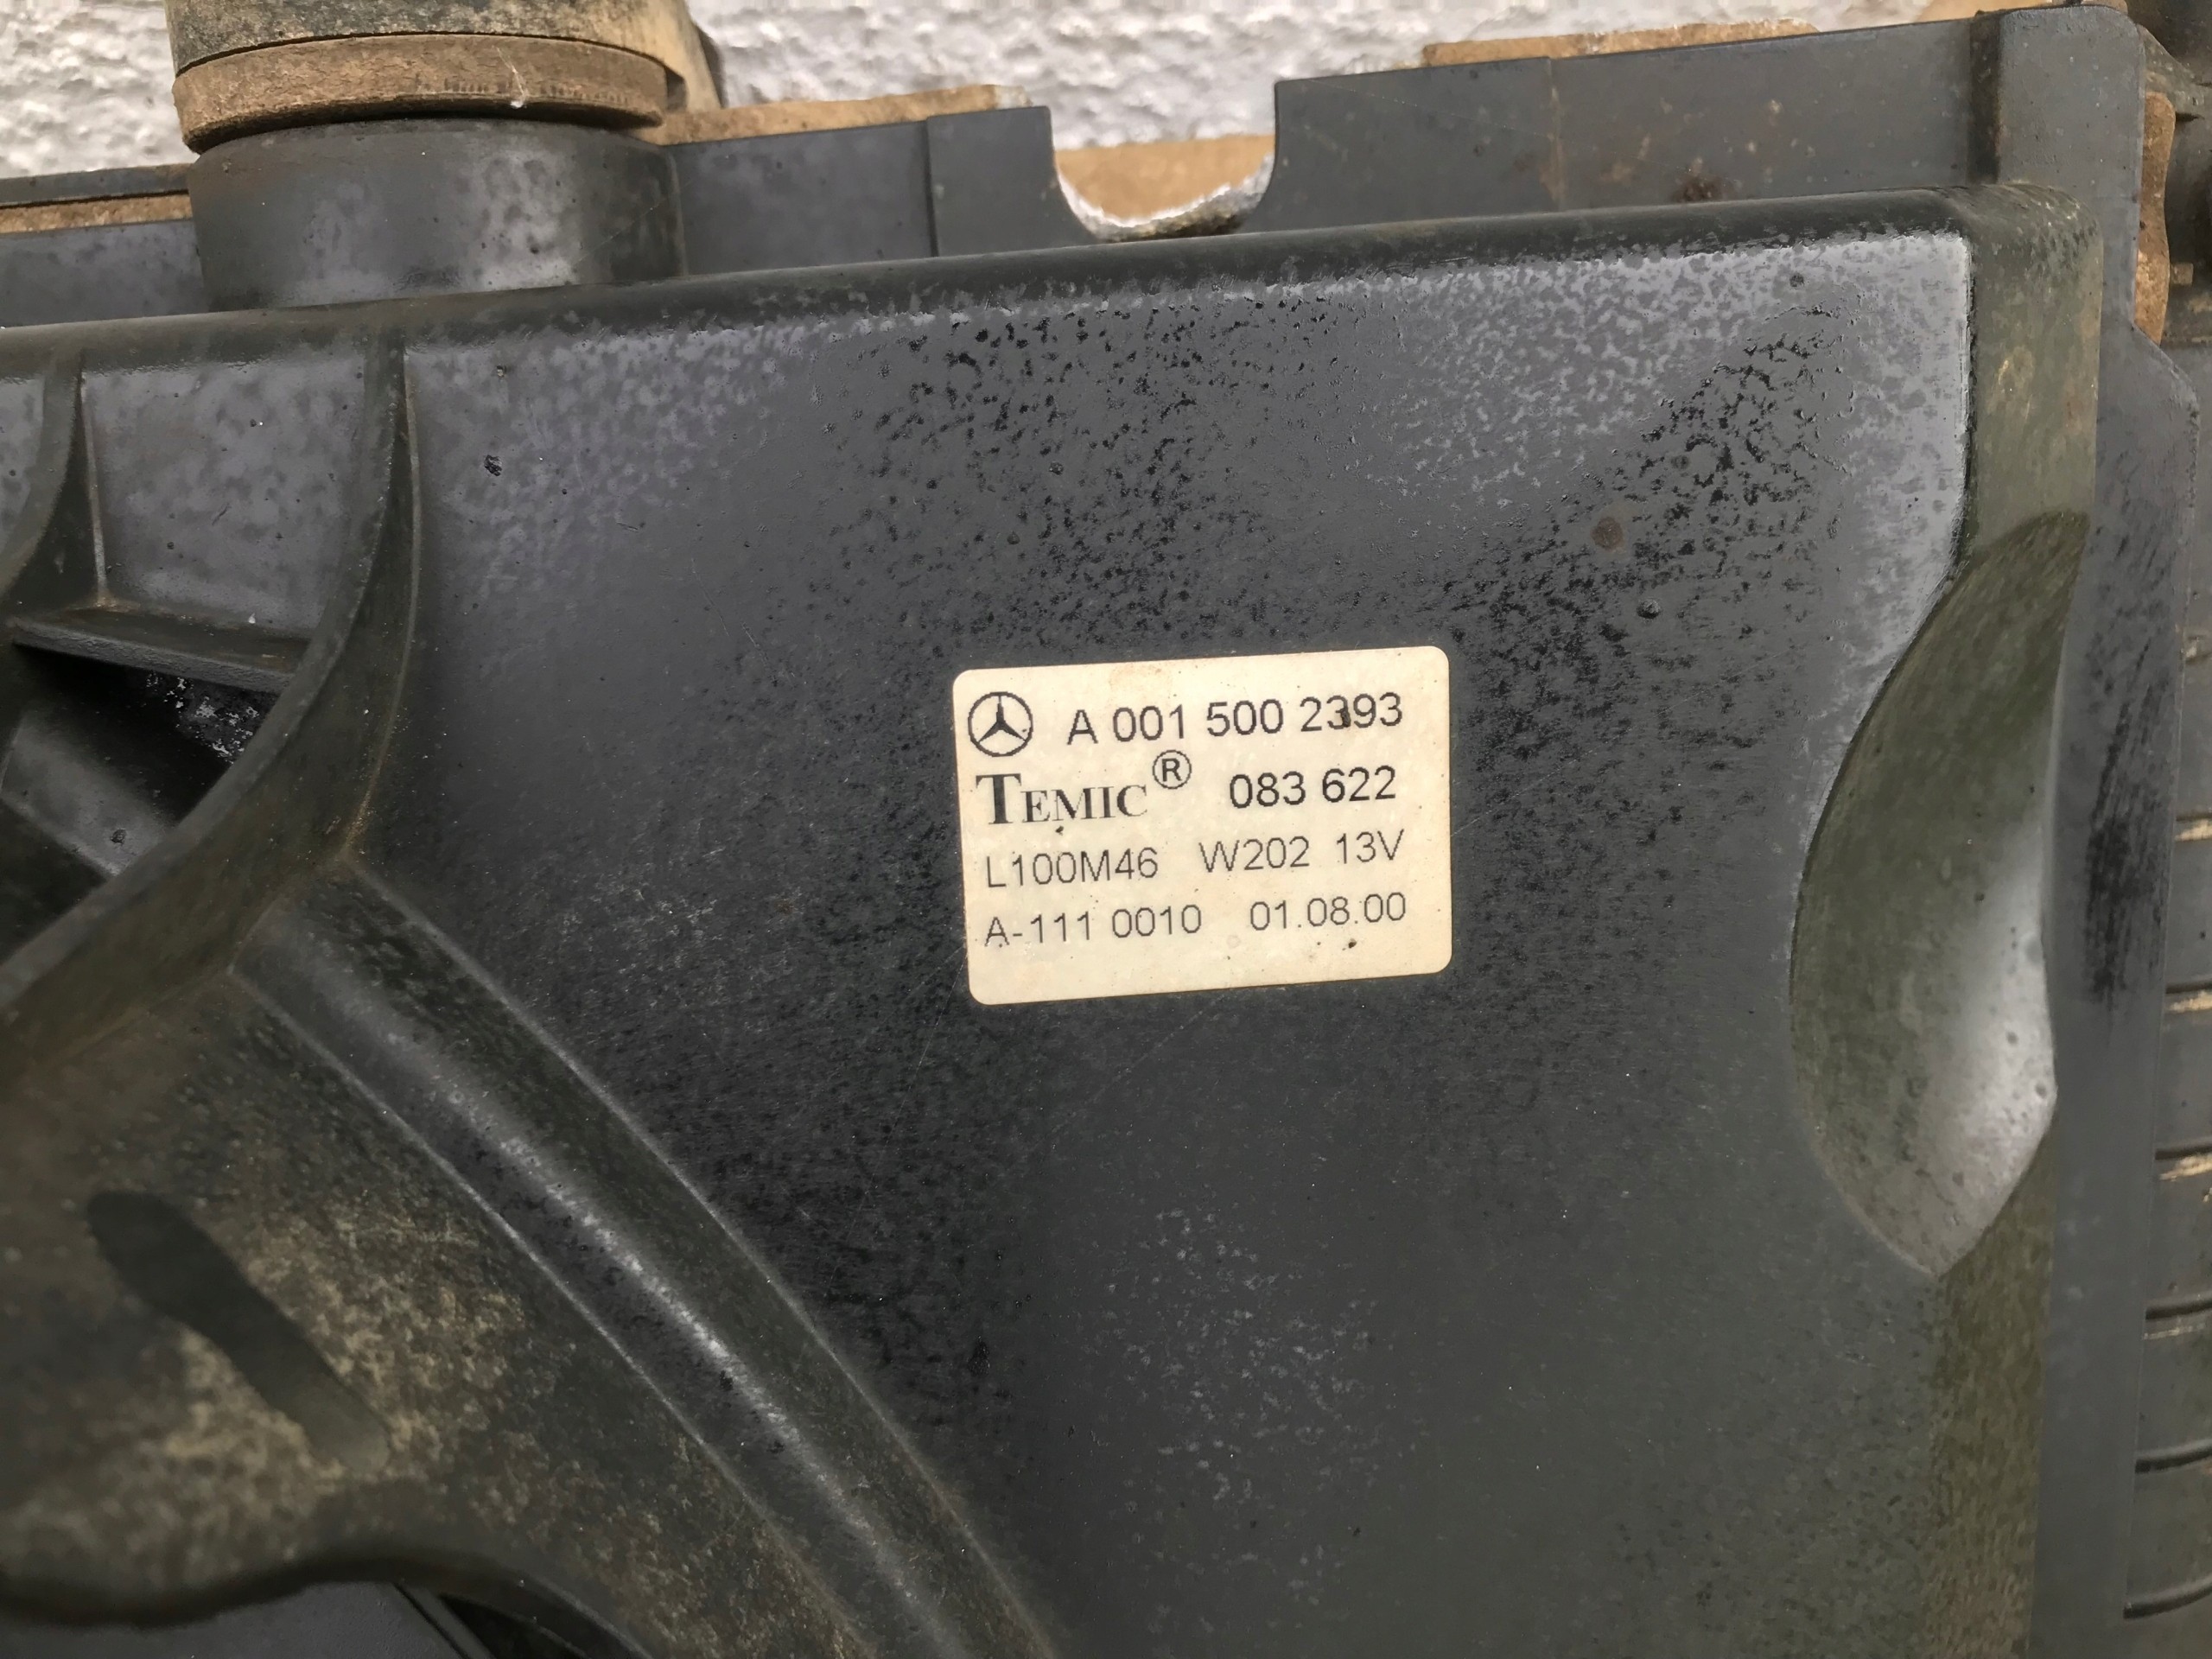 A 001 500 2393
TEMIC® 083 622
L100M46 W202 13V
A-111 0010 01.08.00